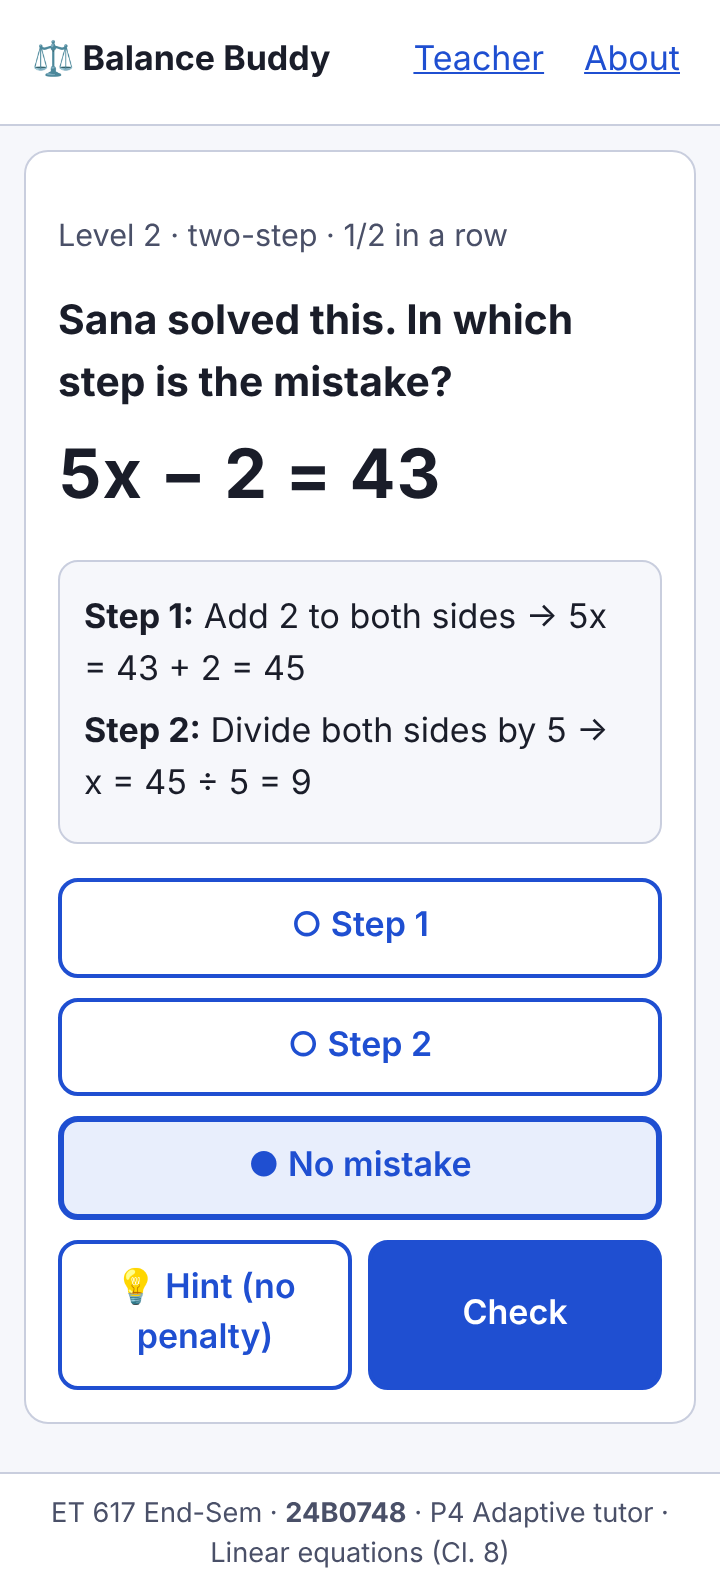 ⚖️ Balance Buddy Teacher About
Level 2 · two-step · 1/2 in a row
Sana solved this. In which
step is the mistake?
5x − 2 = 43
Step 1: Add 2 to both sides → 5x
= 43 + 2 = 45
Step 2: Divide both sides by 5 →
x = 45 ÷ 5 = 9
○ Step 1
○ Step 2
● No mistake
💡 Hint (no
penalty)
Check
ET 617 End-Sem · 24B0748 · P4 Adaptive tutor ·
Linear equations (Cl. 8)